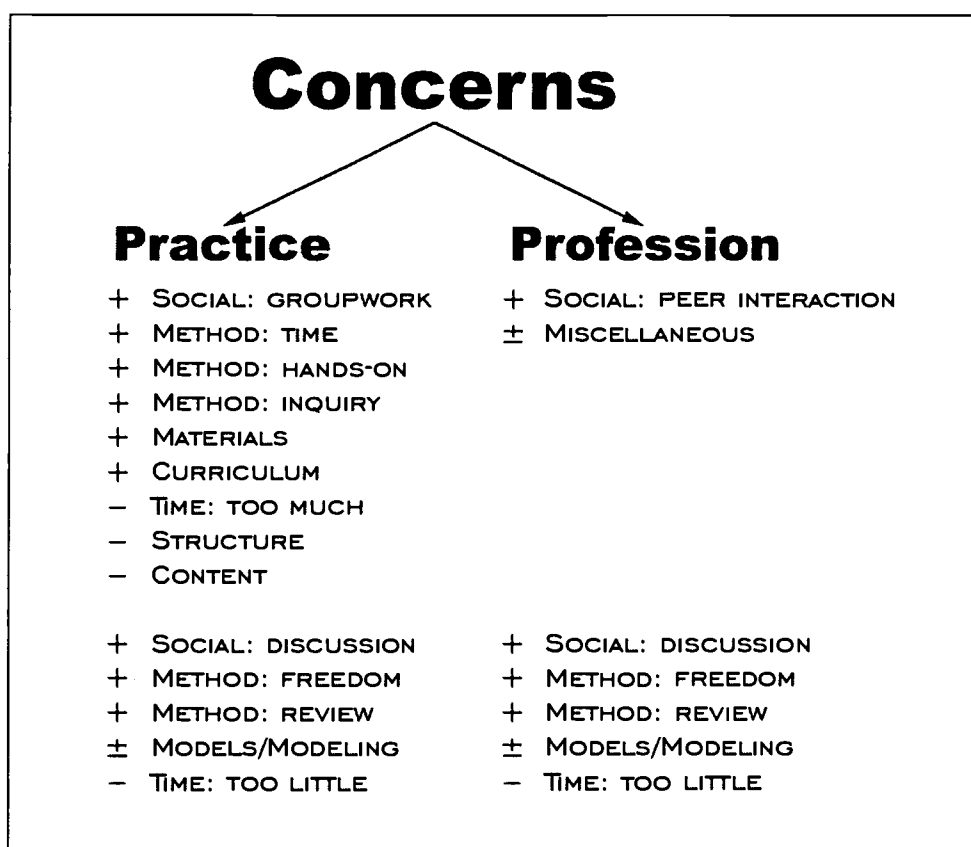 Concerns
Practice
+ SOCIAL: GROUPWORK
+ METHOD: TIME
+ METHOD: HANDS-ON
+ METHOD: INQUIRY
+ MATERIALS
+ CURRICULUM
– TIME: TOO MUCH
– STRUCTURE
– CONTENT
+ SOCIAL: DISCUSSION
+ METHOD: FREEDOM
+ METHOD: REVIEW
± MODELS/MODELING
– TIME: TOO LITTLE
Profession
+ SOCIAL: PEER INTERACTION
± MISCELLANEOUS
+ SOCIAL: DISCUSSION
+ METHOD: FREEDOM
+ METHOD: REVIEW
± MODELS/MODELING
– TIME: TOO LITTLE